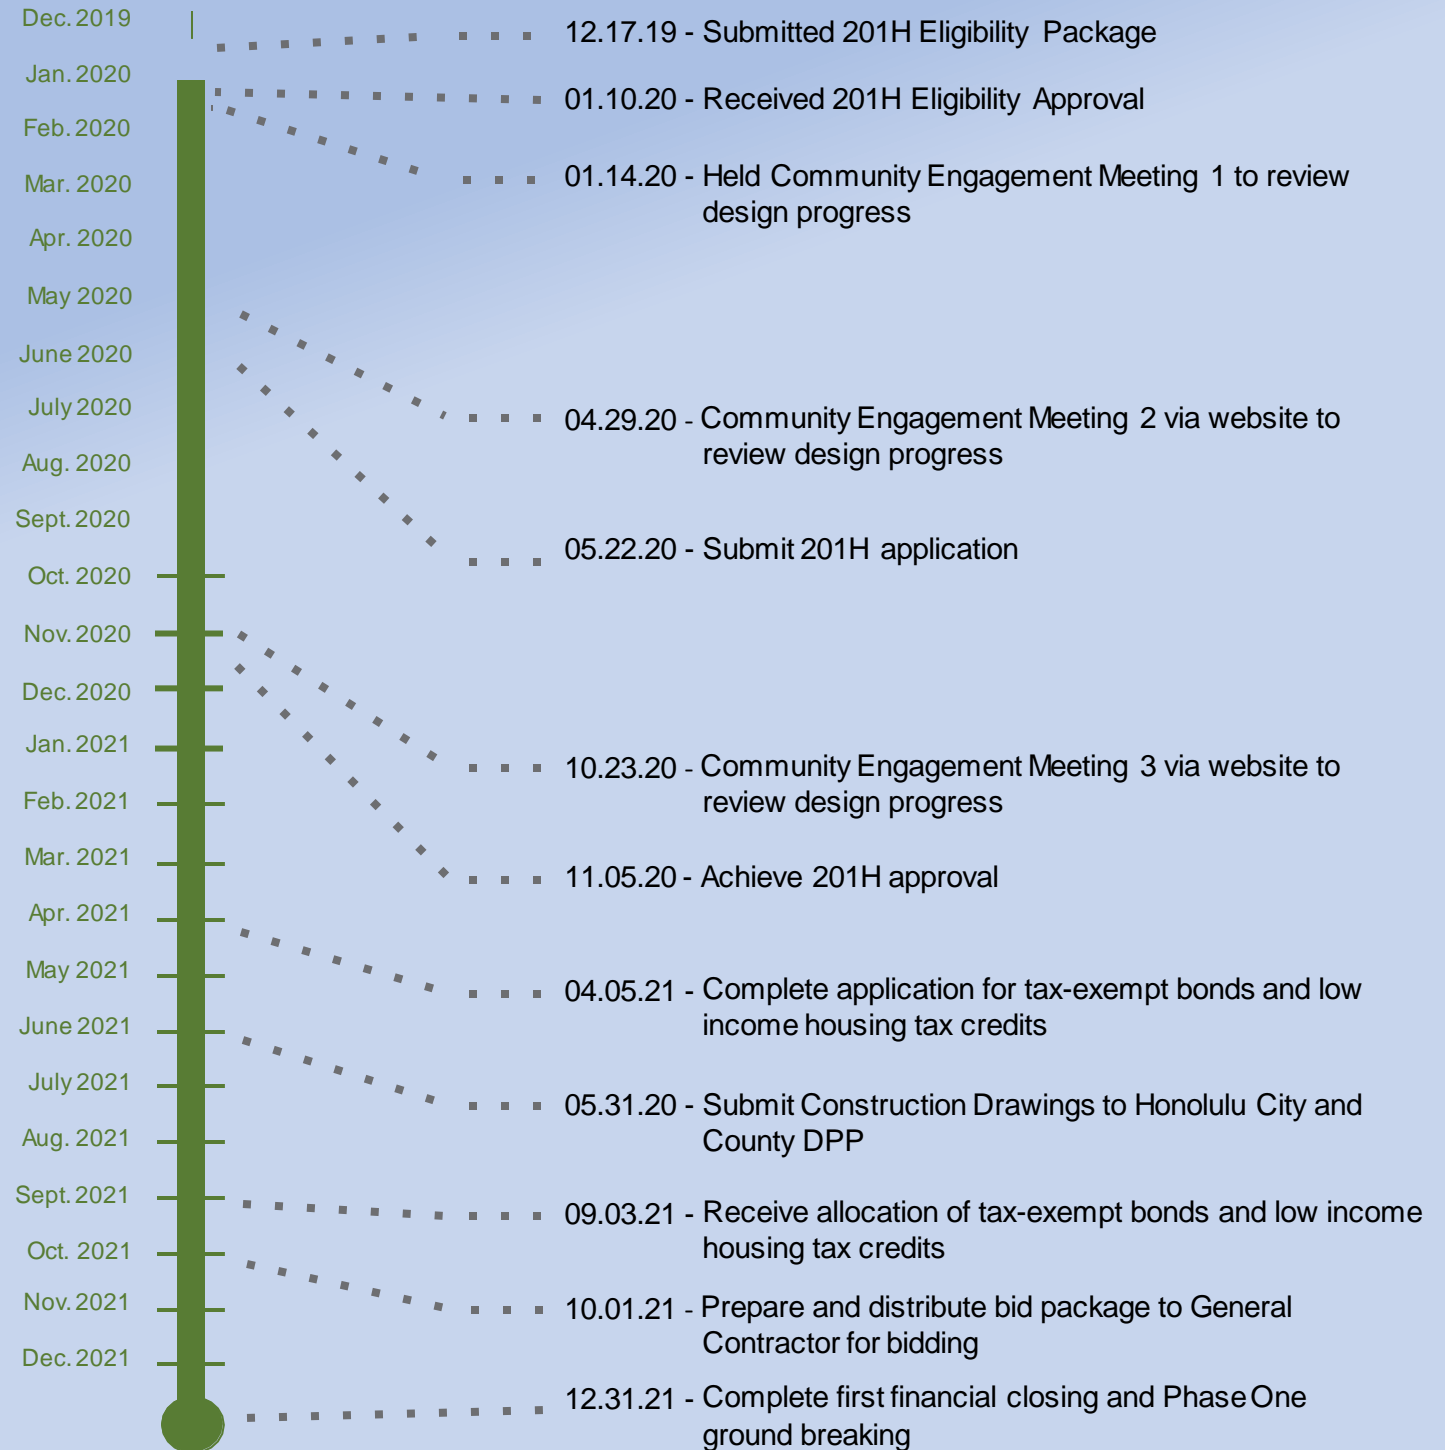 Dec. 2019
12.17.19 - Submitted 201H Eligibility Package
Jan. 2020
01.10.20 - Received 201H Eligibility Approval
Feb. 2020
Mar. 2020
01.14.20 - Held Community Engagement Meeting 1 to review
design progress
Apr. 2020
May 2020
June 2020
July 2020
04.29.20 - Community Engagement Meeting 2 via website to
review design progress
Aug. 2020
Sept. 2020
05.22.20 - Submit 201H application
Oct. 2020
Nov. 2020
Dec. 2020
Jan. 2021
10.23.20 - Community Engagement Meeting 3 via website to
review design progress
Feb. 2021
Mar. 2021
11.05.20 - Achieve 201H approval
Apr. 2021
May 2021
04.05.21 - Complete application for tax-exempt bonds and low
income housing tax credits
June 2021
July 2021
05.31.20 - Submit Construction Drawings to Honolulu City and
County DPP
Aug. 2021
Sept. 2021
09.03.21 - Receive allocation of tax-exempt bonds and low income
housing tax credits
Oct. 2021
Nov. 2021
10.01.21 - Prepare and distribute bid package to General
Contractor for bidding
Dec. 2021
12.31.21 - Complete first financial closing and Phase One
ground breaking